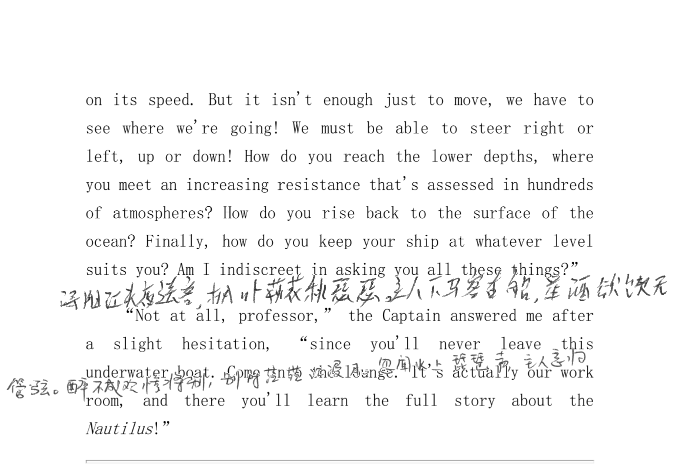 on its speed. But it isn't enough just to move, we have to
see where we're going! We must be able to steer right or
left, up or down! How do you reach the lower depths, where
you meet an increasing resistance that's assessed in hundreds
of atmospheres? How do you rise back to the surface of the
ocean? Finally, how do you keep your ship at whatever level
suits you? Am I indiscreet in asking you all these things?”
浔阳江头夜送客,枫叶荻花秋瑟瑟。主人下马客在船,举酒欲饮无
“Not at all, professor,” the Captain answered me after
a slight hesitation, “since you'll never leave this
underwater boat. Come into the lounge. It's actually our work
管弦。醉不成欢惨将别,别时茫茫江浸月。忽闻水上琵琶声,主人忘归
room, and there you'll learn the full story about the
Nautilus!”